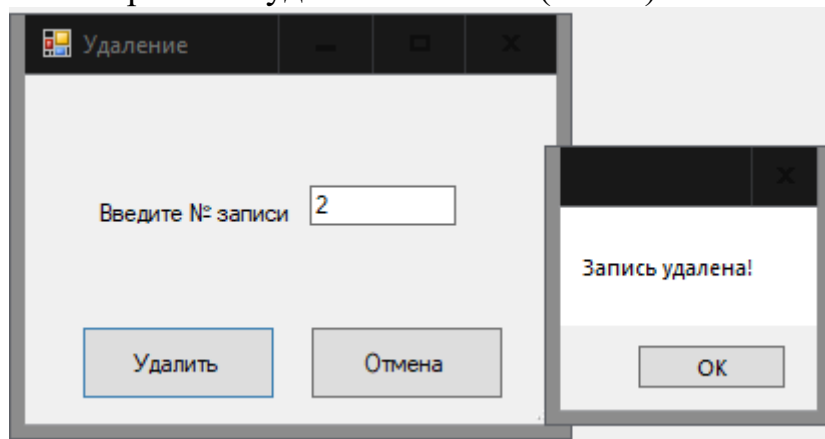 Удаление
Введите № записи 2
Запись удалена!
Удалить
Отмена
OK